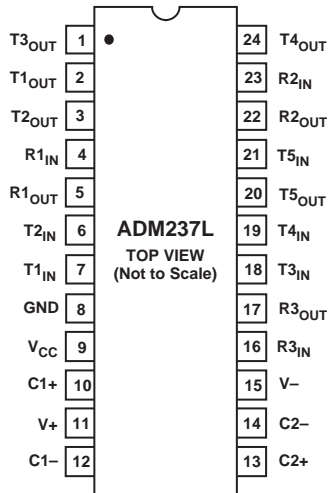 T3OUT 1 24 T4OUT
T1OUT 2 23 R2IN
T2OUT 3 22 R2OUT
R1IN 4 21 T5IN
R1OUT 5 20 T5OUT
T2IN 6 ADM237L 19 T4IN
TOP VIEW
T1IN 7 (Not to Scale) 18 T3IN
GND 8 17 R3OUT
VCC 9 16 R3IN
C1+ 10 15 V–
V+ 11 14 C2–
C1– 12 13 C2+